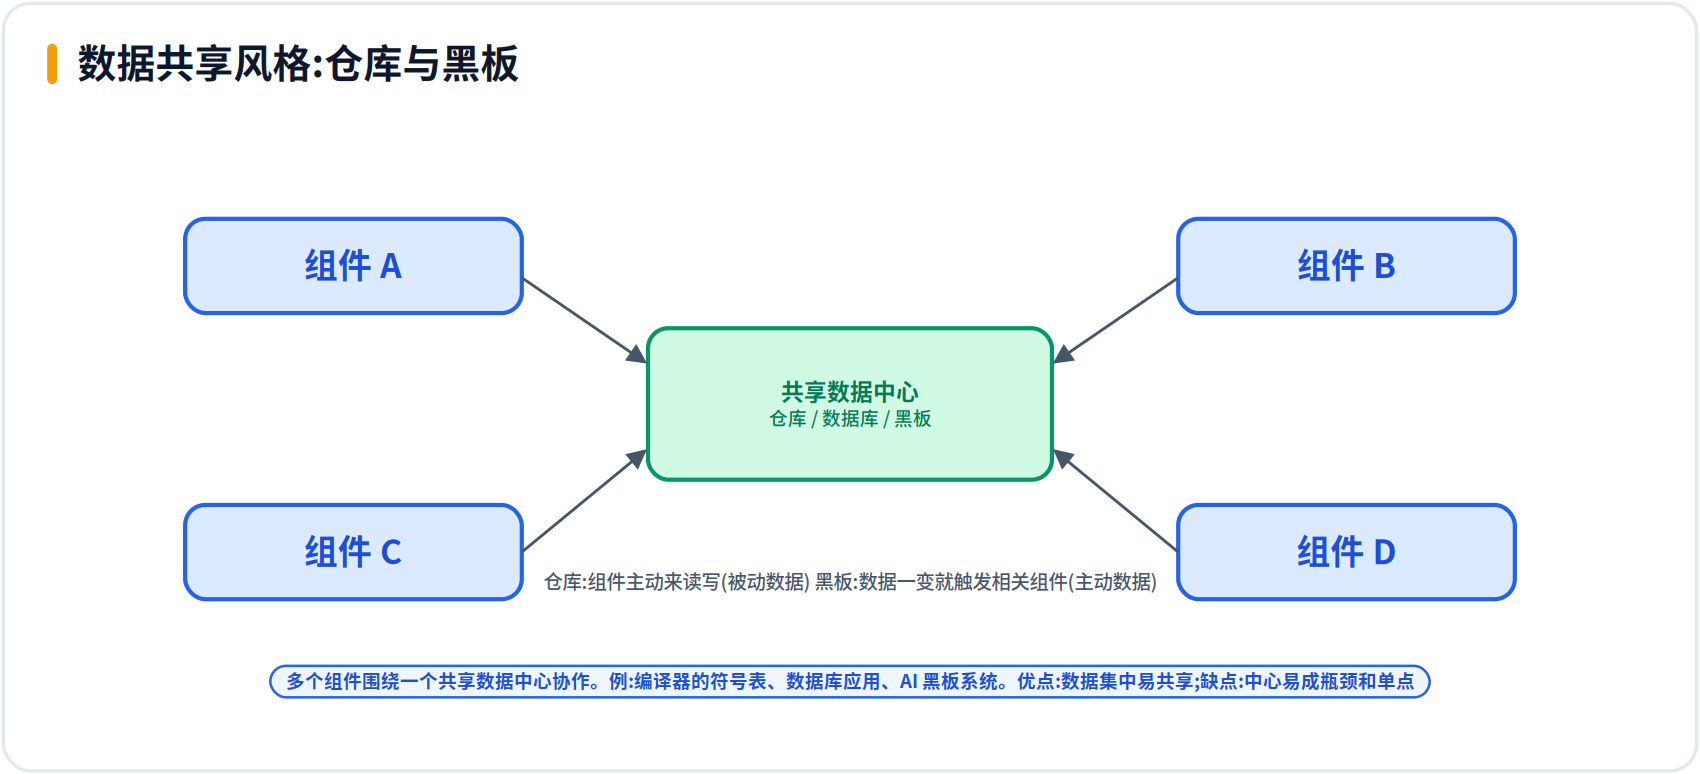 数据共享风格:仓库与黑板
组件 A
组件 B
共享数据中心
仓库 / 数据库 / 黑板
组件 C
组件 D
仓库:组件主动来读写(被动数据) 黑板:数据一变就触发相关组件(主动数据)
多个组件围绕一个共享数据中心协作。例:编译器的符号表、数据库应用、AI 黑板系统。优点:数据集中易共享;缺点:中心易成瓶颈和单点